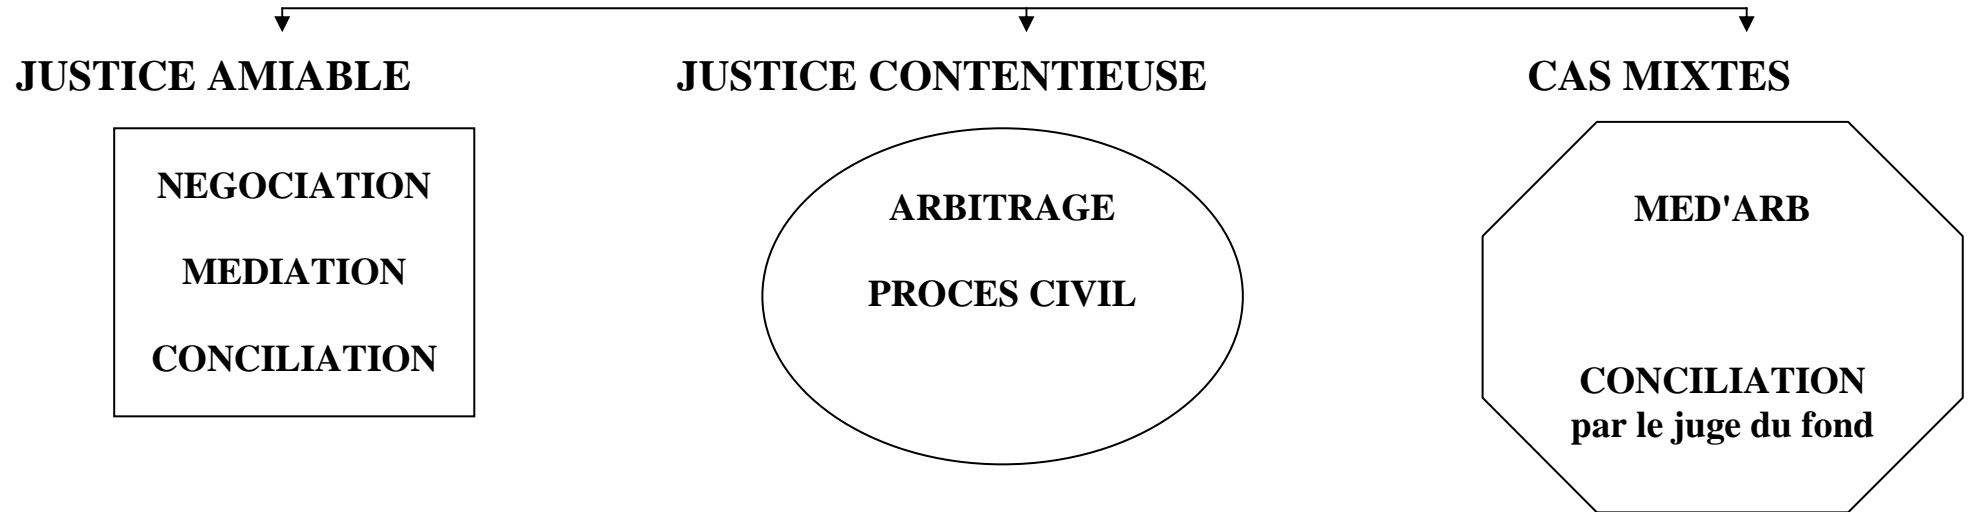 JUSTICE AMIABLE
NEGOCIATION
MEDIATION
CONCILIATION
JUSTICE CONTENTIEUSE
ARBITRAGE
PROCES CIVIL
CAS MIXTES
MED'ARB
CONCILIATION
par le juge du fond